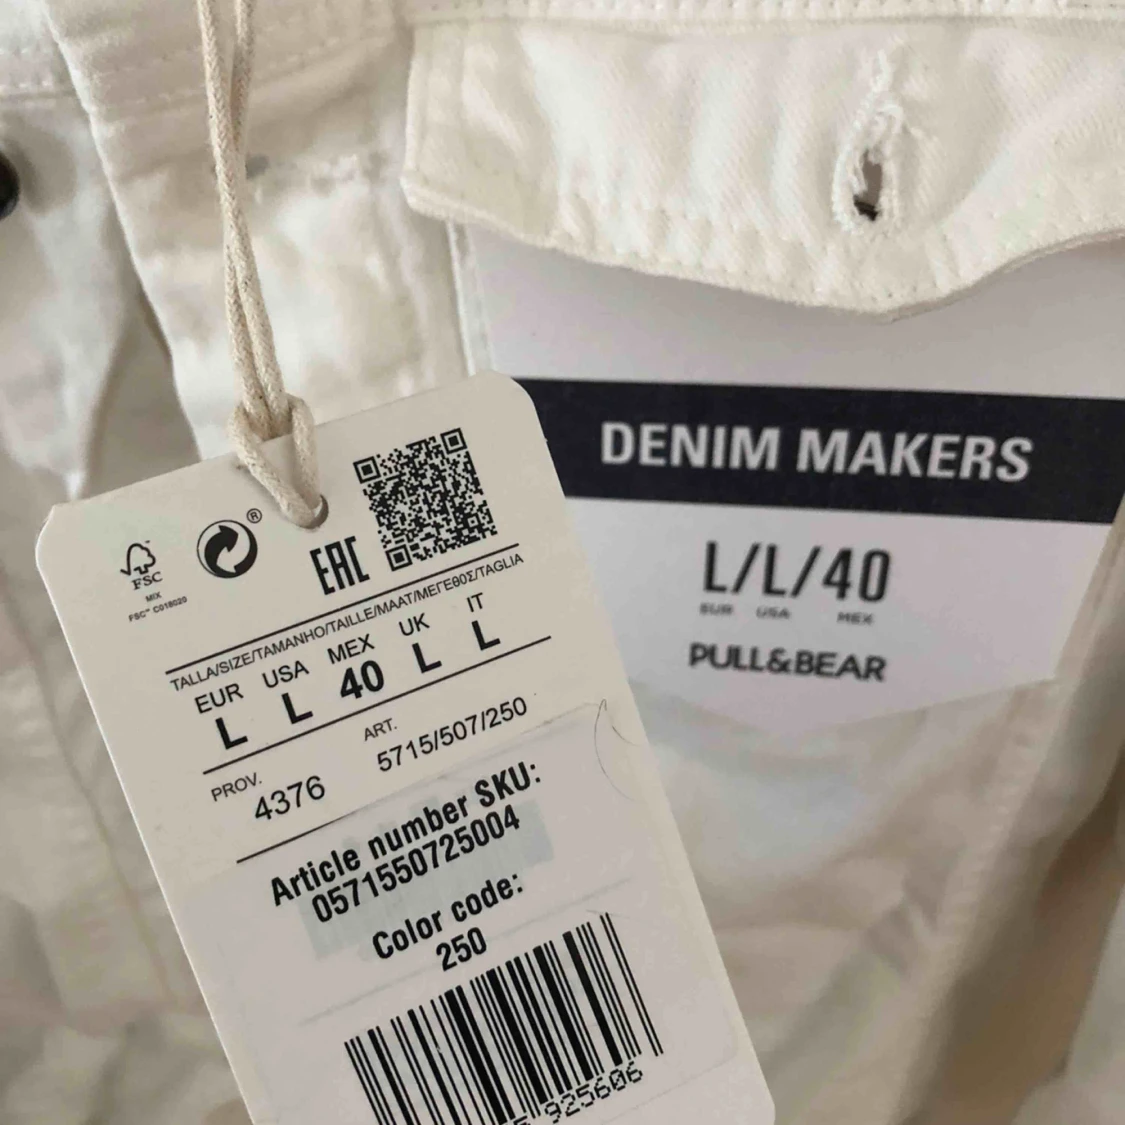 FSC
MIX
FSC™ C018020
®
EAC
TALLA/SIZE/TAMANHO/TAILLE/MAAT/ΜΕΓΕΘΟΣ/TAGLIA
EUR USA MEX UK IT
L L 40 L L
PROV. ART.
4376 5715/507/250
Article number SKU:
0571550725004
Color code:
250
925606
DENIM MAKERS
L/L/40
EUR USA MEX
PULL&BEAR